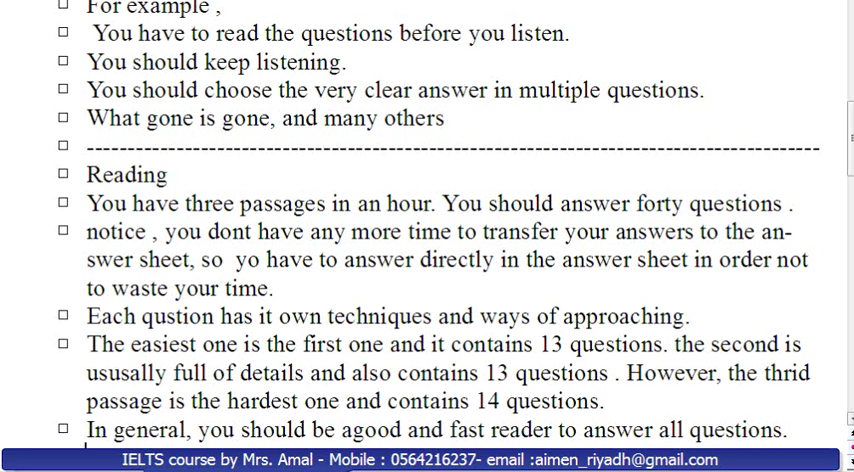 For example ,
You have to read the questions before you listen.
You should keep listening.
You should choose the very clear answer in multiple questions.
What gone is gone, and many others
-----------------------------------------------------------------------------------------
Reading
You have three passages in an hour. You should answer forty questions .
notice , you dont have any more time to transfer your answers to the an-
swer sheet, so yo have to answer directly in the answer sheet in order not
to waste your time.
Each qustion has it own techniques and ways of approaching.
The easiest one is the first one and it contains 13 questions. the second is
ususally full of details and also contains 13 questions . However, the thrid
passage is the hardest one and contains 14 questions.
In general, you should be agood and fast reader to answer all questions.
IELTS course by Mrs. Amal - Mobile : 0564216237- email :aimen_riyadh@gmail.com